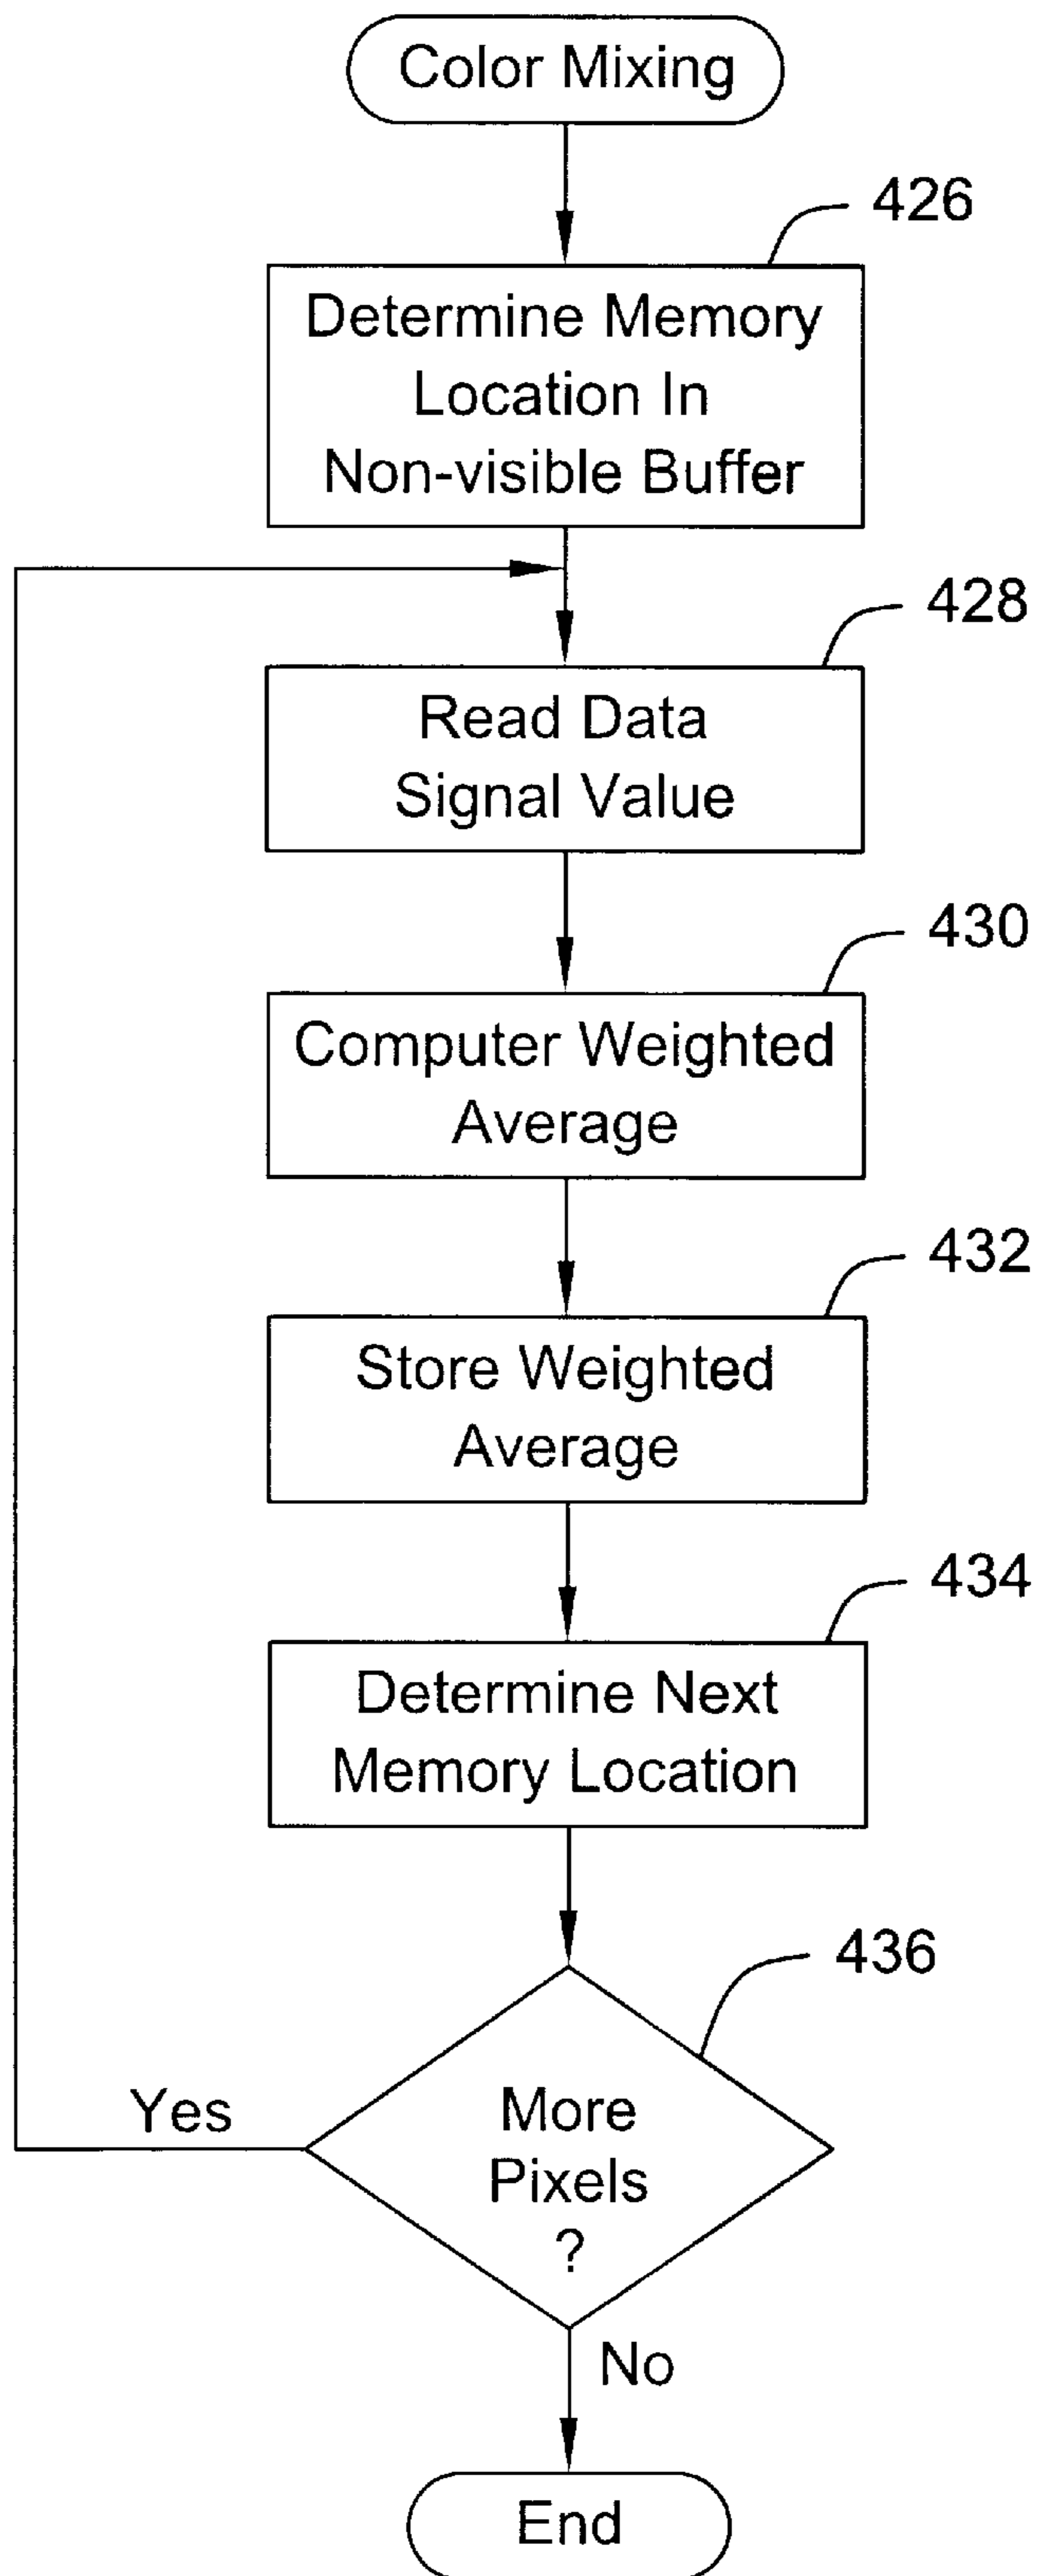 Color Mixing
426
Determine Memory
Location In
Non-visible Buffer
428
Read Data
Signal Value
430
Computer Weighted
Average
432
Store Weighted
Average
434
Determine Next
Memory Location
436
More
Pixels
?
Yes
No
End